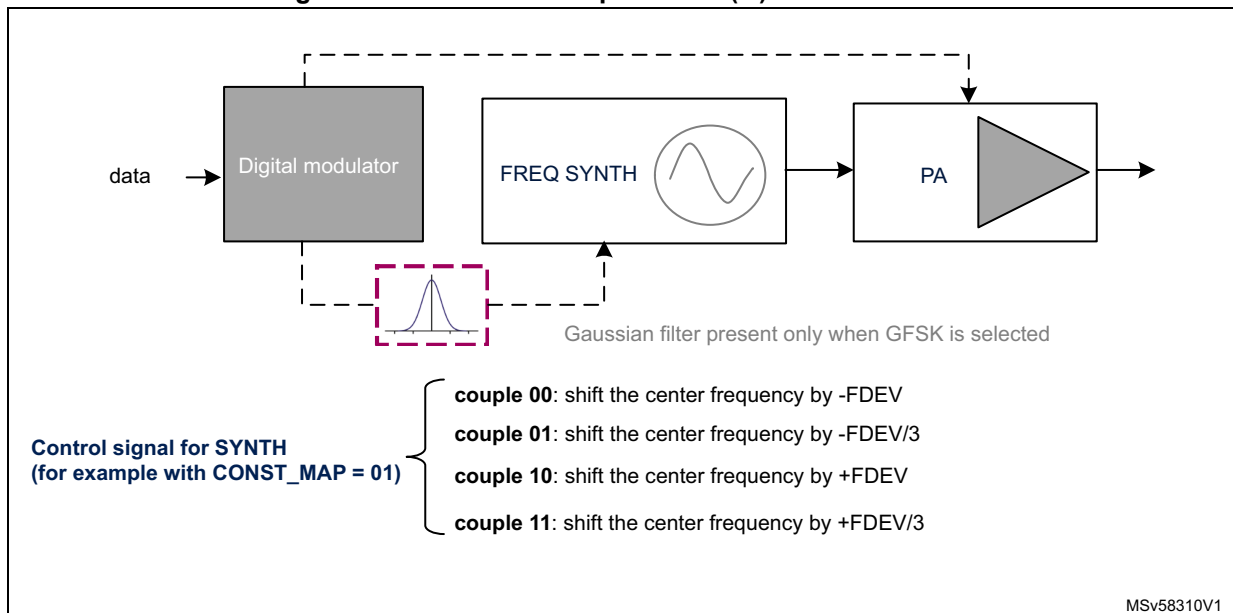 data
Digital modulator
FREQ SYNTH
PA
Gaussian filter present only when GFSK is selected
Control signal for SYNTH
(for example with CONST_MAP = 01)
couple 00: shift the center frequency by -FDEV
couple 01: shift the center frequency by -FDEV/3
couple 10: shift the center frequency by +FDEV
couple 11: shift the center frequency by +FDEV/3
MSv58310V1